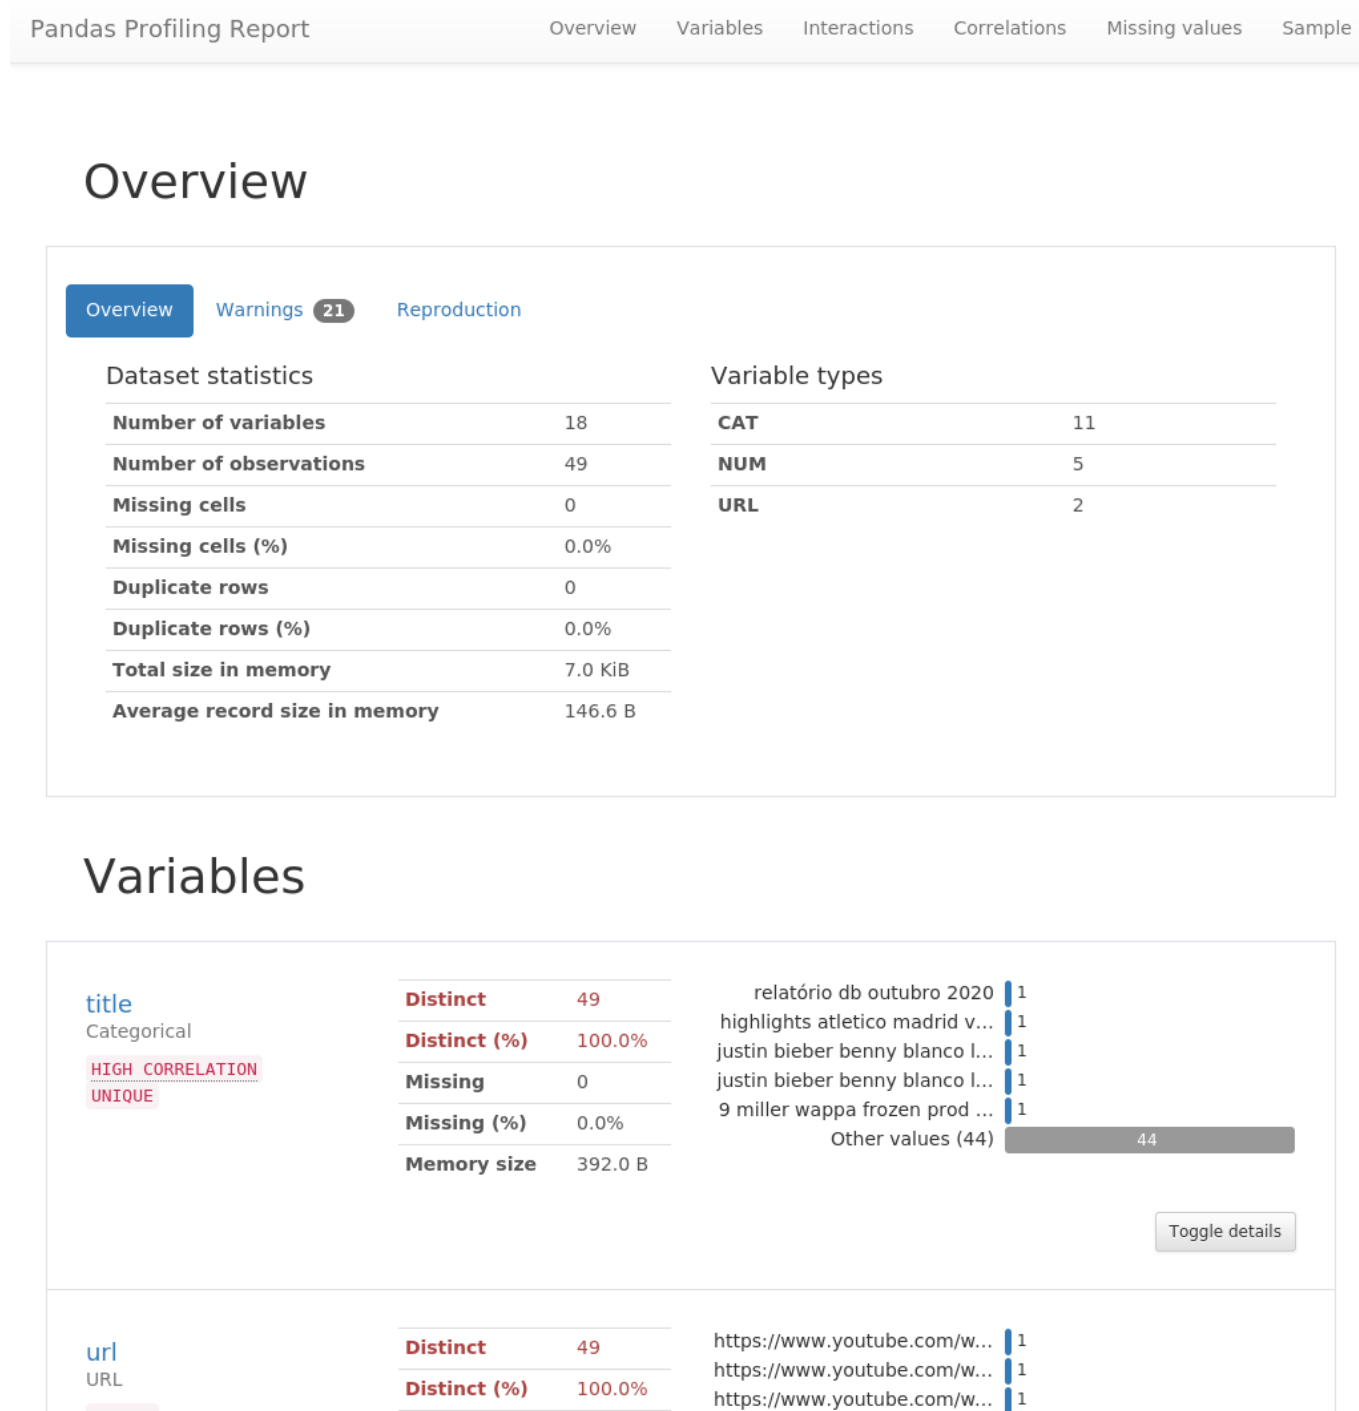 Pandas Profiling Report Overview Variables Interactions Correlations Missing values Sample
Overview
Overview Warnings 21 Reproduction
Dataset statistics
Number of variables 18
Number of observations 49
Missing cells 0
Missing cells (%) 0.0%
Duplicate rows 0
Duplicate rows (%) 0.0%
Total size in memory 7.0 KiB
Average record size in memory 146.6 B
Variable types
CAT 11
NUM 5
URL 2
Variables
title
Categorical
HIGH CORRELATION
UNIQUE
Distinct 49
Distinct (%) 100.0%
Missing 0
Missing (%) 0.0%
Memory size 392.0 B
relatório db outubro 2020 1
highlights atletico madrid v... 1
justin bieber benny blanco l... 1
justin bieber benny blanco l... 1
9 miller wappa frozen prod ... 1
Other values (44) 44
Toggle details
url
URL
Distinct 49
Distinct (%) 100.0%
https://www.youtube.com/w... 1
https://www.youtube.com/w... 1
https://www.youtube.com/w... 1